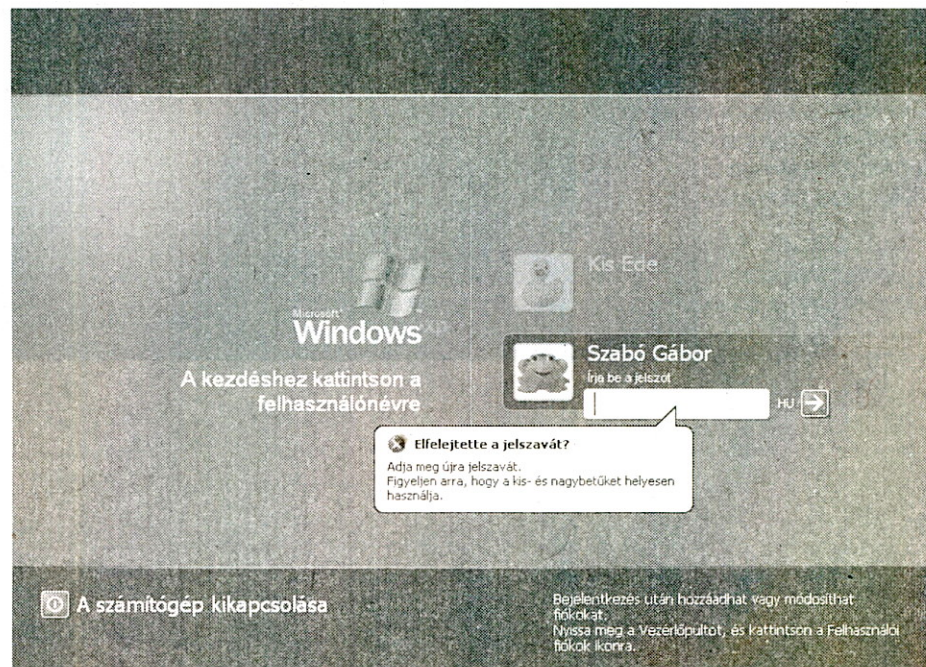 Microsoft®
Windows xp
A kezdéshez kattintson a
felhasználónévre
Kis Ede
Szabó Gábor
Írja be a jelszót
HU
Elfelejtette a jelszavát?
Adja meg újra jelszavát.
Figyeljen arra, hogy a kis- és nagybetűket helyesen
használja.
A számítógép kikapcsolása
Bejelentkezés után hozzáadhat vagy módosíthat
fiókokat.
Nyissa meg a Vezérlőpultot, és kattintson a Felhasználói
fiókok ikonra.